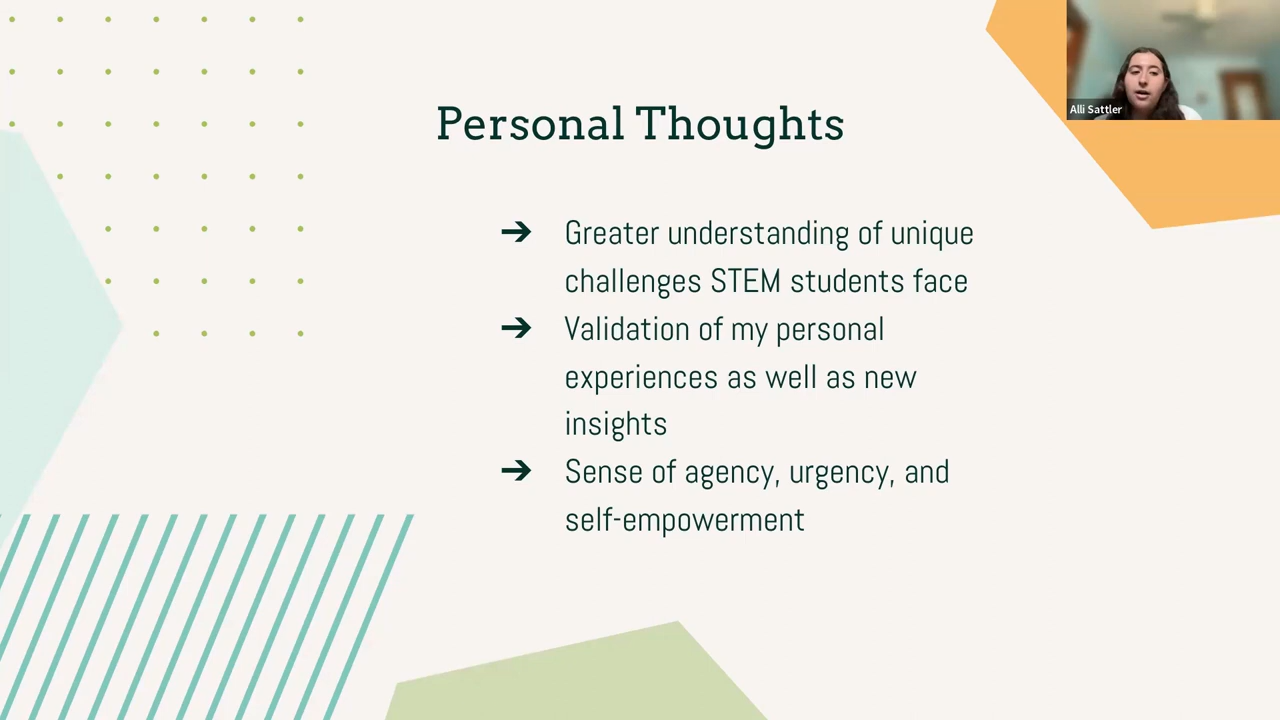 Personal Thoughts
➔ Greater understanding of unique
challenges STEM students face
➔ Validation of my personal
experiences as well as new
insights
➔ Sense of agency, urgency, and
self-empowerment
Alli Sattler